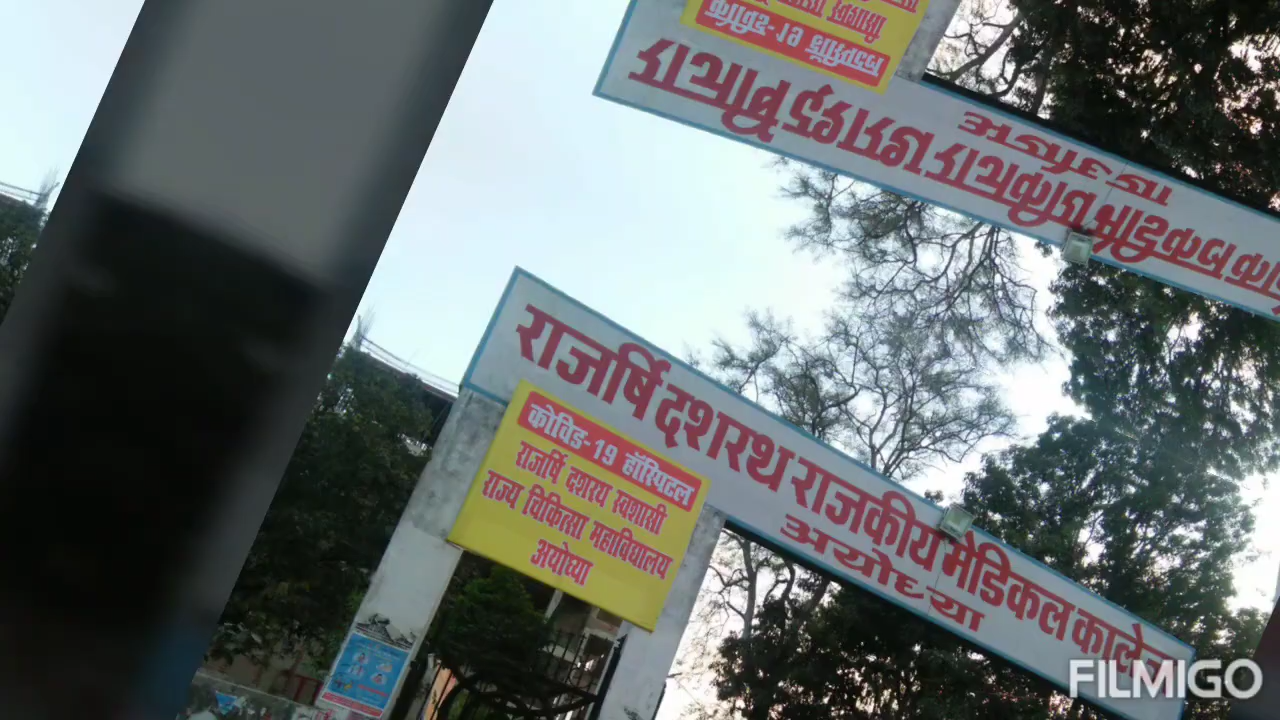 राजर्षि दशरथ राजकीय मेडिकल कालेज
अयोध्या
कोविड-19 हॉस्पिटल
राजर्षि दशरथ स्वशासी
राज्य चिकित्सा महाविद्यालय
अयोध्या
FILMIGO